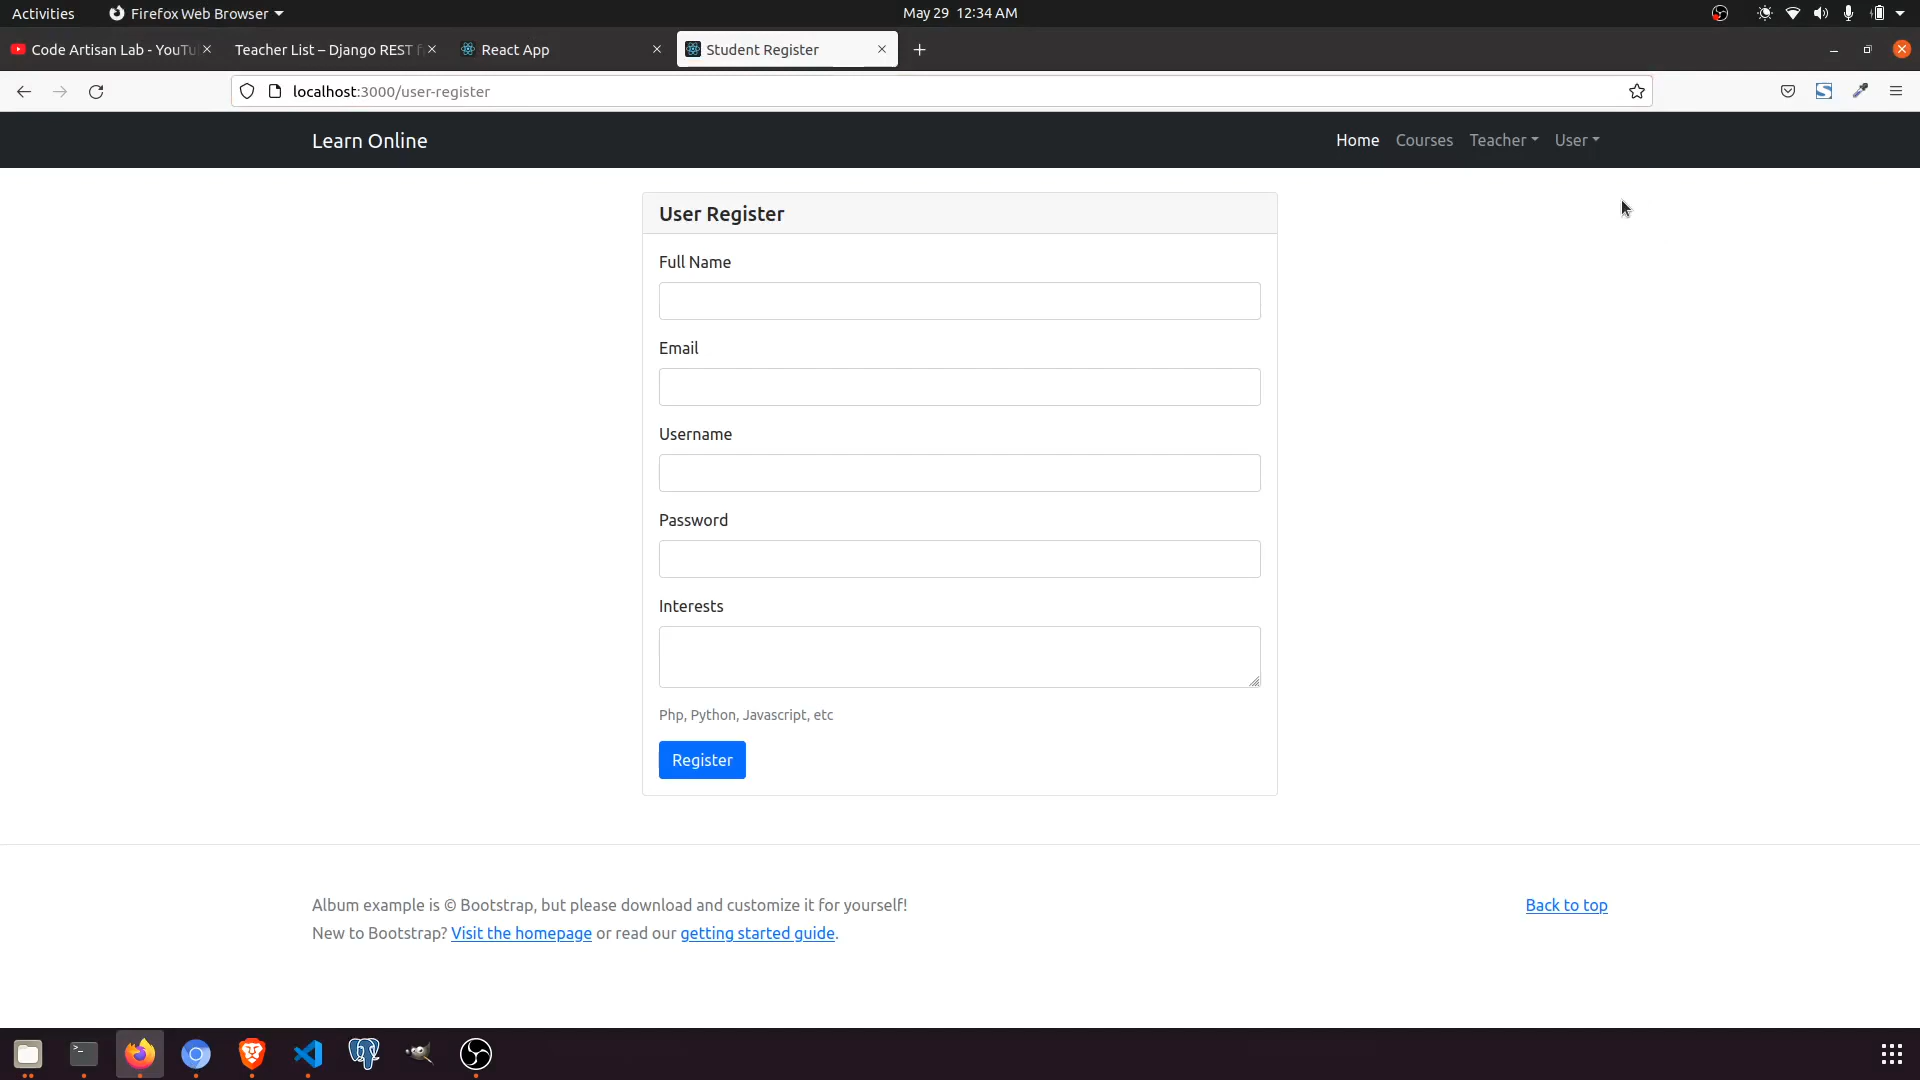 Activities
Firefox Web Browser
May 29 12:34 AM
Code Artisan Lab - YouTu
Teacher List – Django REST f
React App
Student Register
localhost:3000/user-register
Learn Online
Home
Courses
Teacher
User
User Register
Full Name
Email
Username
Password
Interests
Php, Python, Javascript, etc
Register
Album example is © Bootstrap, but please download and customize it for yourself!
Back to top
New to Bootstrap? Visit the homepage or read our getting started guide.